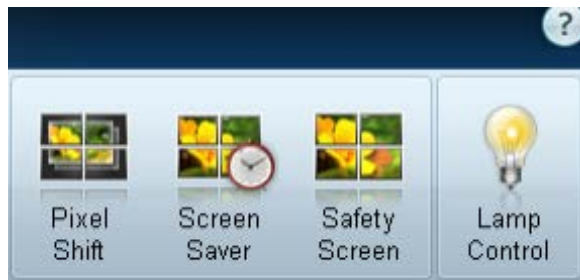 ?
Pixel Shift
Screen Saver
Safety Screen
Lamp Control